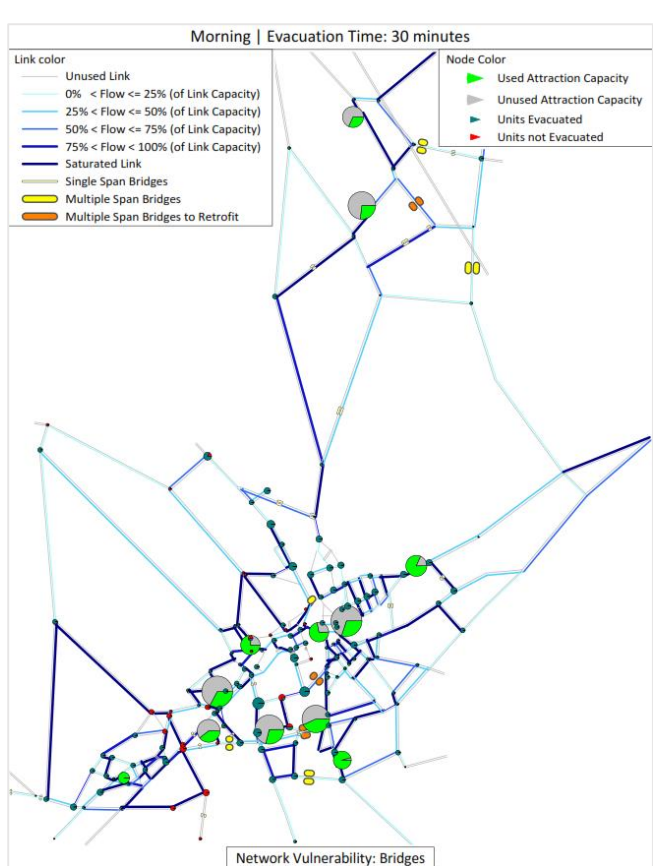 Morning | Evacuation Time: 30 minutes
Link color
Unused Link
0% < Flow <= 25% (of Link Capacity)
25% < Flow <= 50% (of Link Capacity)
50% < Flow <= 75% (of Link Capacity)
75% < Flow < 100% (of Link Capacity)
Saturated Link
Single Span Bridges
Multiple Span Bridges
Multiple Span Bridges to Retrofit
Node Color
Used Attraction Capacity
Unused Attraction Capacity
Units Evacuated
Units not Evacuated
Network Vulnerability: Bridges